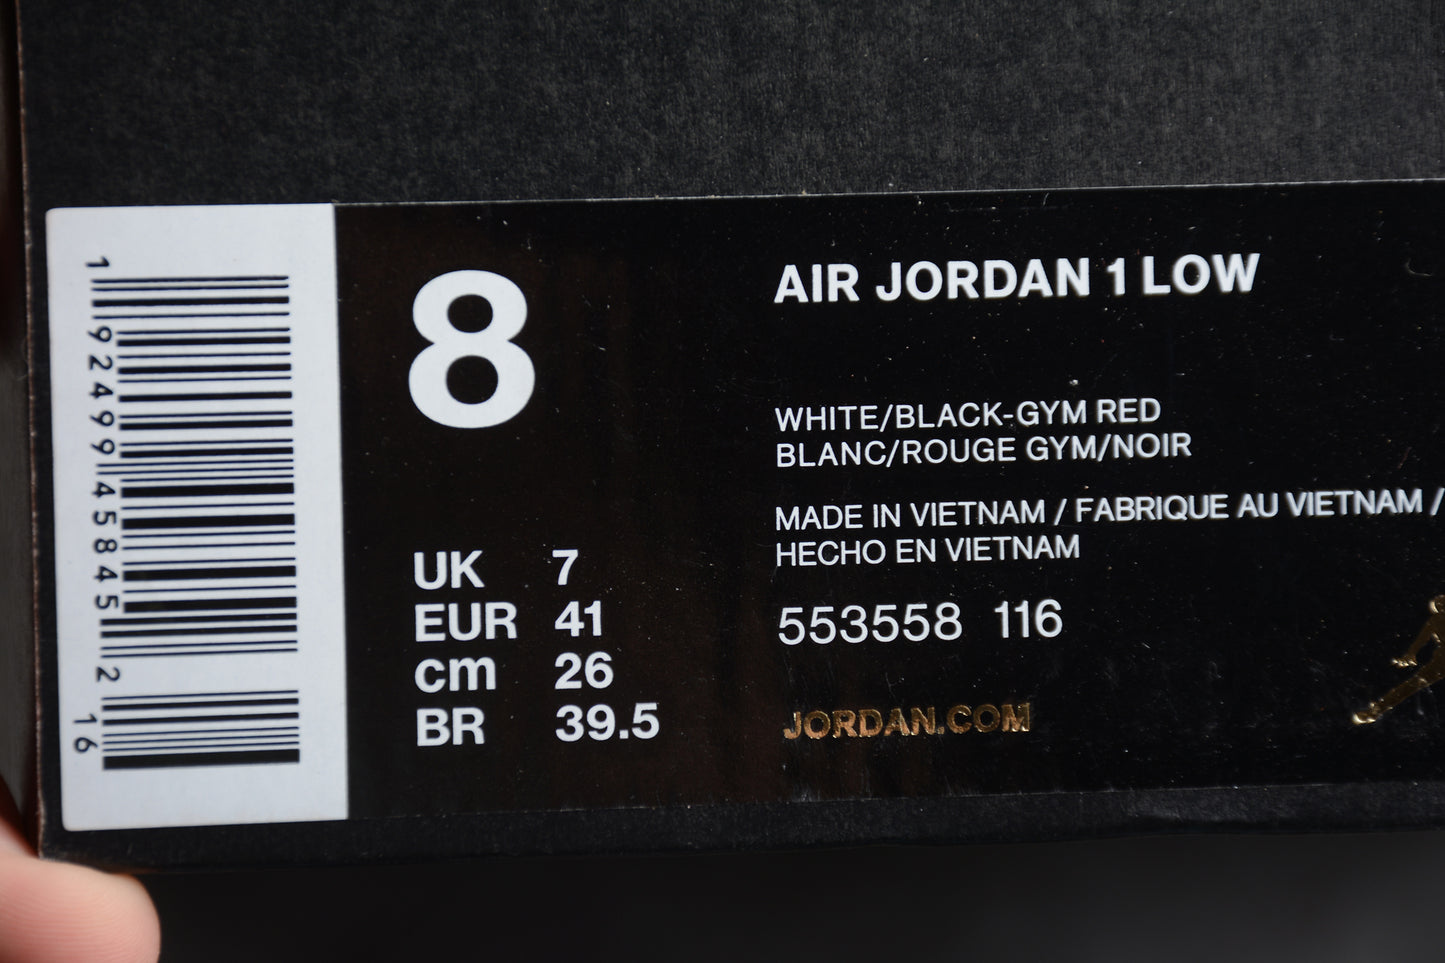 1 92499 45845 2 16
8
UK 7
EUR 41
cm 26
BR 39.5
AIR JORDAN 1 LOW
WHITE/BLACK-GYM RED
BLANC/ROUGE GYM/NOIR
MADE IN VIETNAM / FABRIQUE AU VIETNAM /
HECHO EN VIETNAM
553558 116
JORDAN.COM